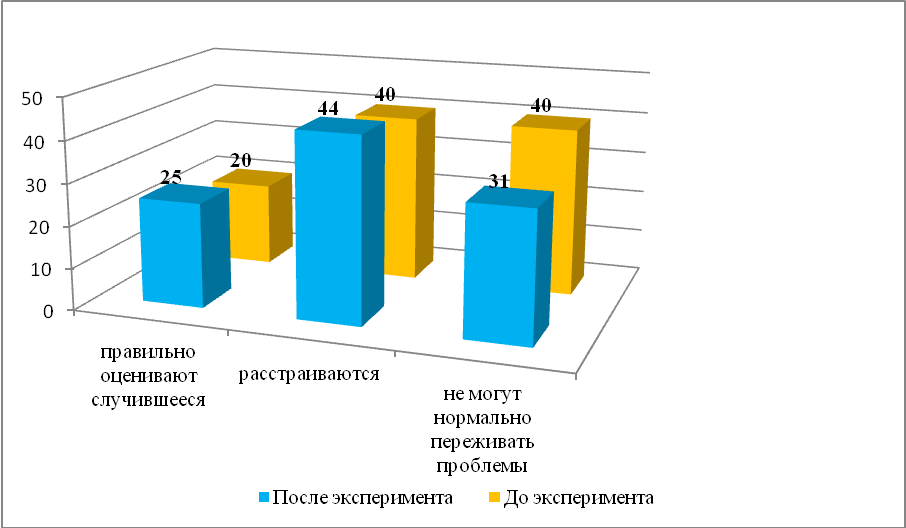 50
40
30
20
10
0
25
20
44
40
31
40
правильно
оценивают
случившееся
расстраиваются
не могут
нормально
переживать
проблемы
После эксперимента
До эксперимента